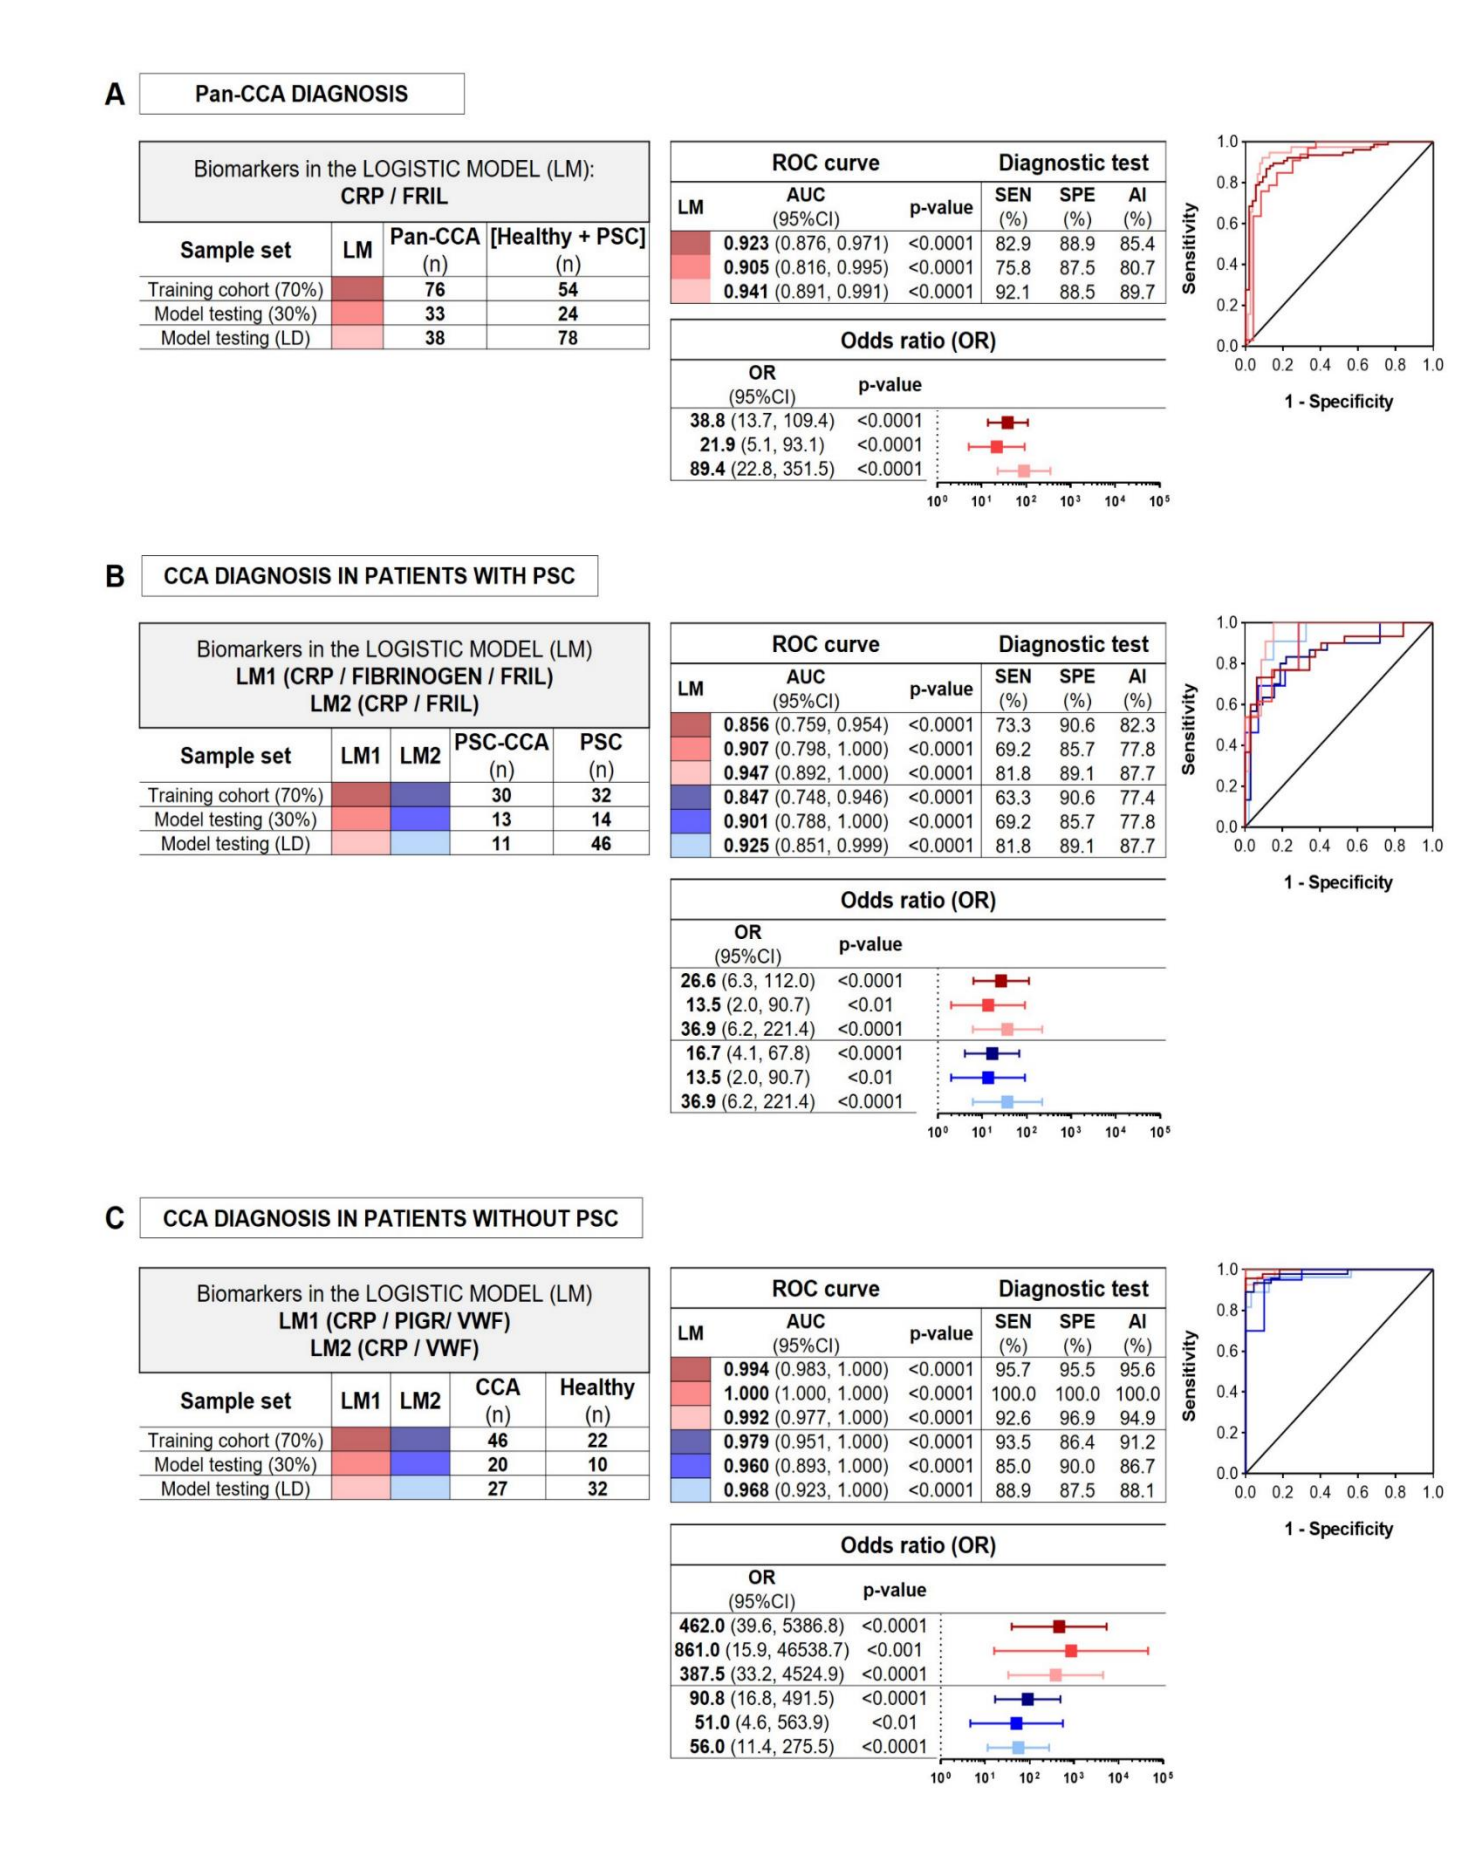 A Pan-CCA DIAGNOSIS
Biomarkers in the LOGISTIC MODEL (LM):
CRP / FRIL
Sample set LM Pan-CCA (n) [Healthy + PSC] (n)
Training cohort (70%) 76 54
Model testing (30%) 33 24
Model testing (LD) 38 78
ROC curve Diagnostic test
LM AUC (95%CI) p-value SEN (%) SPE (%) AI (%)
0.923 (0.876, 0.971) <0.0001 82.9 88.9 85.4
0.905 (0.816, 0.995) <0.0001 75.8 87.5 80.7
0.941 (0.891, 0.991) <0.0001 92.1 88.5 89.7
Odds ratio (OR)
OR (95%CI) p-value
38.8 (13.7, 109.4) <0.0001
21.9 (5.1, 93.1) <0.0001
89.4 (22.8, 351.5) <0.0001
10⁰ 10¹ 10² 10³ 10⁴ 10⁵
Sensitivity
1.0
0.8
0.6
0.4
0.2
0.0
0.0 0.2 0.4 0.6 0.8 1.0
1 - Specificity
B CCA DIAGNOSIS IN PATIENTS WITH PSC
Biomarkers in the LOGISTIC MODEL (LM)
LM1 (CRP / FIBRINOGEN / FRIL)
LM2 (CRP / FRIL)
Sample set LM1 LM2 PSC-CCA (n) PSC (n)
Training cohort (70%) 30 32
Model testing (30%) 13 14
Model testing (LD) 11 46
ROC curve Diagnostic test
LM AUC (95%CI) p-value SEN (%) SPE (%) AI (%)
0.856 (0.759, 0.954) <0.0001 73.3 90.6 82.3
0.907 (0.798, 1.000) <0.0001 69.2 85.7 77.8
0.947 (0.892, 1.000) <0.0001 81.8 89.1 87.7
0.847 (0.748, 0.946) <0.0001 63.3 90.6 77.4
0.901 (0.788, 1.000) <0.0001 69.2 85.7 77.8
0.925 (0.851, 0.999) <0.0001 81.8 89.1 87.7
Odds ratio (OR)
OR (95%CI) p-value
26.6 (6.3, 112.0) <0.0001
13.5 (2.0, 90.7) <0.01
36.9 (6.2, 221.4) <0.0001
16.7 (4.1, 67.8) <0.0001
13.5 (2.0, 90.7) <0.01
36.9 (6.2, 221.4) <0.0001
10⁰ 10¹ 10² 10³ 10⁴ 10⁵
Sensitivity
1.0
0.8
0.6
0.4
0.2
0.0
0.0 0.2 0.4 0.6 0.8 1.0
1 - Specificity
C CCA DIAGNOSIS IN PATIENTS WITHOUT PSC
Biomarkers in the LOGISTIC MODEL (LM)
LM1 (CRP / PIGR/ VWF)
LM2 (CRP / VWF)
Sample set LM1 LM2 CCA (n) Healthy (n)
Training cohort (70%) 46 22
Model testing (30%) 20 10
Model testing (LD) 27 32
ROC curve Diagnostic test
LM AUC (95%CI) p-value SEN (%) SPE (%) AI (%)
0.994 (0.983, 1.000) <0.0001 95.7 95.5 95.6
1.000 (1.000, 1.000) <0.0001 100.0 100.0 100.0
0.992 (0.977, 1.000) <0.0001 92.6 96.9 94.9
0.979 (0.951, 1.000) <0.0001 93.5 86.4 91.2
0.960 (0.893, 1.000) <0.0001 85.0 90.0 86.7
0.968 (0.923, 1.000) <0.0001 88.9 87.5 88.1
Odds ratio (OR)
OR (95%CI) p-value
462.0 (39.6, 5386.8) <0.0001
861.0 (15.9, 46538.7) <0.001
387.5 (33.2, 4524.9) <0.0001
90.8 (16.8, 491.5) <0.0001
51.0 (4.6, 563.9) <0.01
56.0 (11.4, 275.5) <0.0001
10⁰ 10¹ 10² 10³ 10⁴ 10⁵
Sensitivity
1.0
0.8
0.6
0.4
0.2
0.0
0.0 0.2 0.4 0.6 0.8 1.0
1 - Specificity